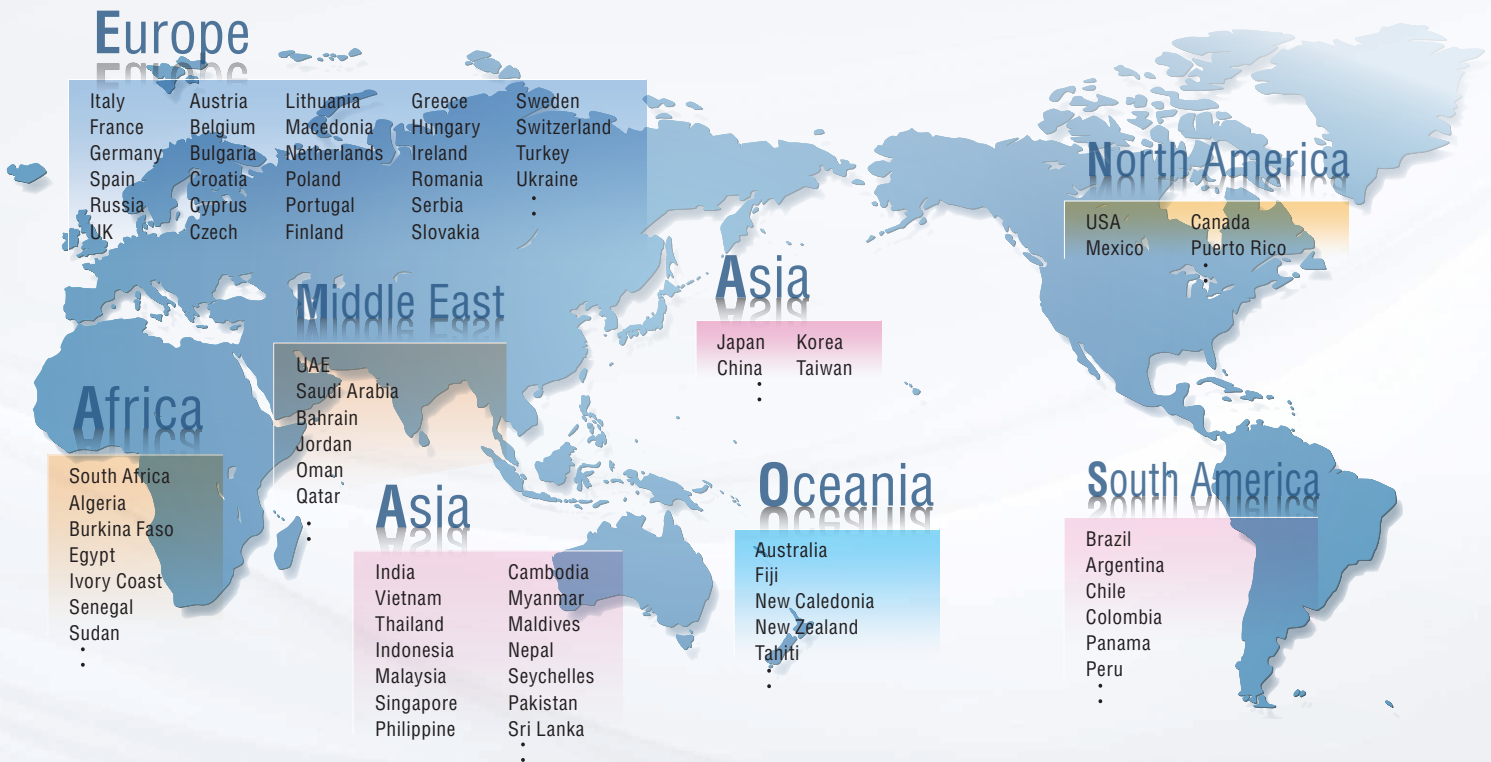 Europe
Italy Austria Lithuania Greece Sweden
France Belgium Macedonia Hungary Switzerland
Germany Bulgaria Netherlands Ireland Turkey
Spain Croatia Poland Romania Ukraine
Russia Cyprus Portugal Serbia
UK Czech Finland Slovakia
North America
USA Canada
Mexico Puerto Rico
Asia
Japan Korea
China Taiwan
Middle East
UAE
Saudi Arabia
Bahrain
Jordan
Oman
Qatar
Africa
South Africa
Algeria
Burkina Faso
Egypt
Ivory Coast
Senegal
Sudan
Asia
India Cambodia
Vietnam Myanmar
Thailand Maldives
Indonesia Nepal
Malaysia Seychelles
Singapore Pakistan
Philippine Sri Lanka
Oceania
Australia
Fiji
New Caledonia
New Zealand
Tahiti
South America
Brazil
Argentina
Chile
Colombia
Panama
Peru